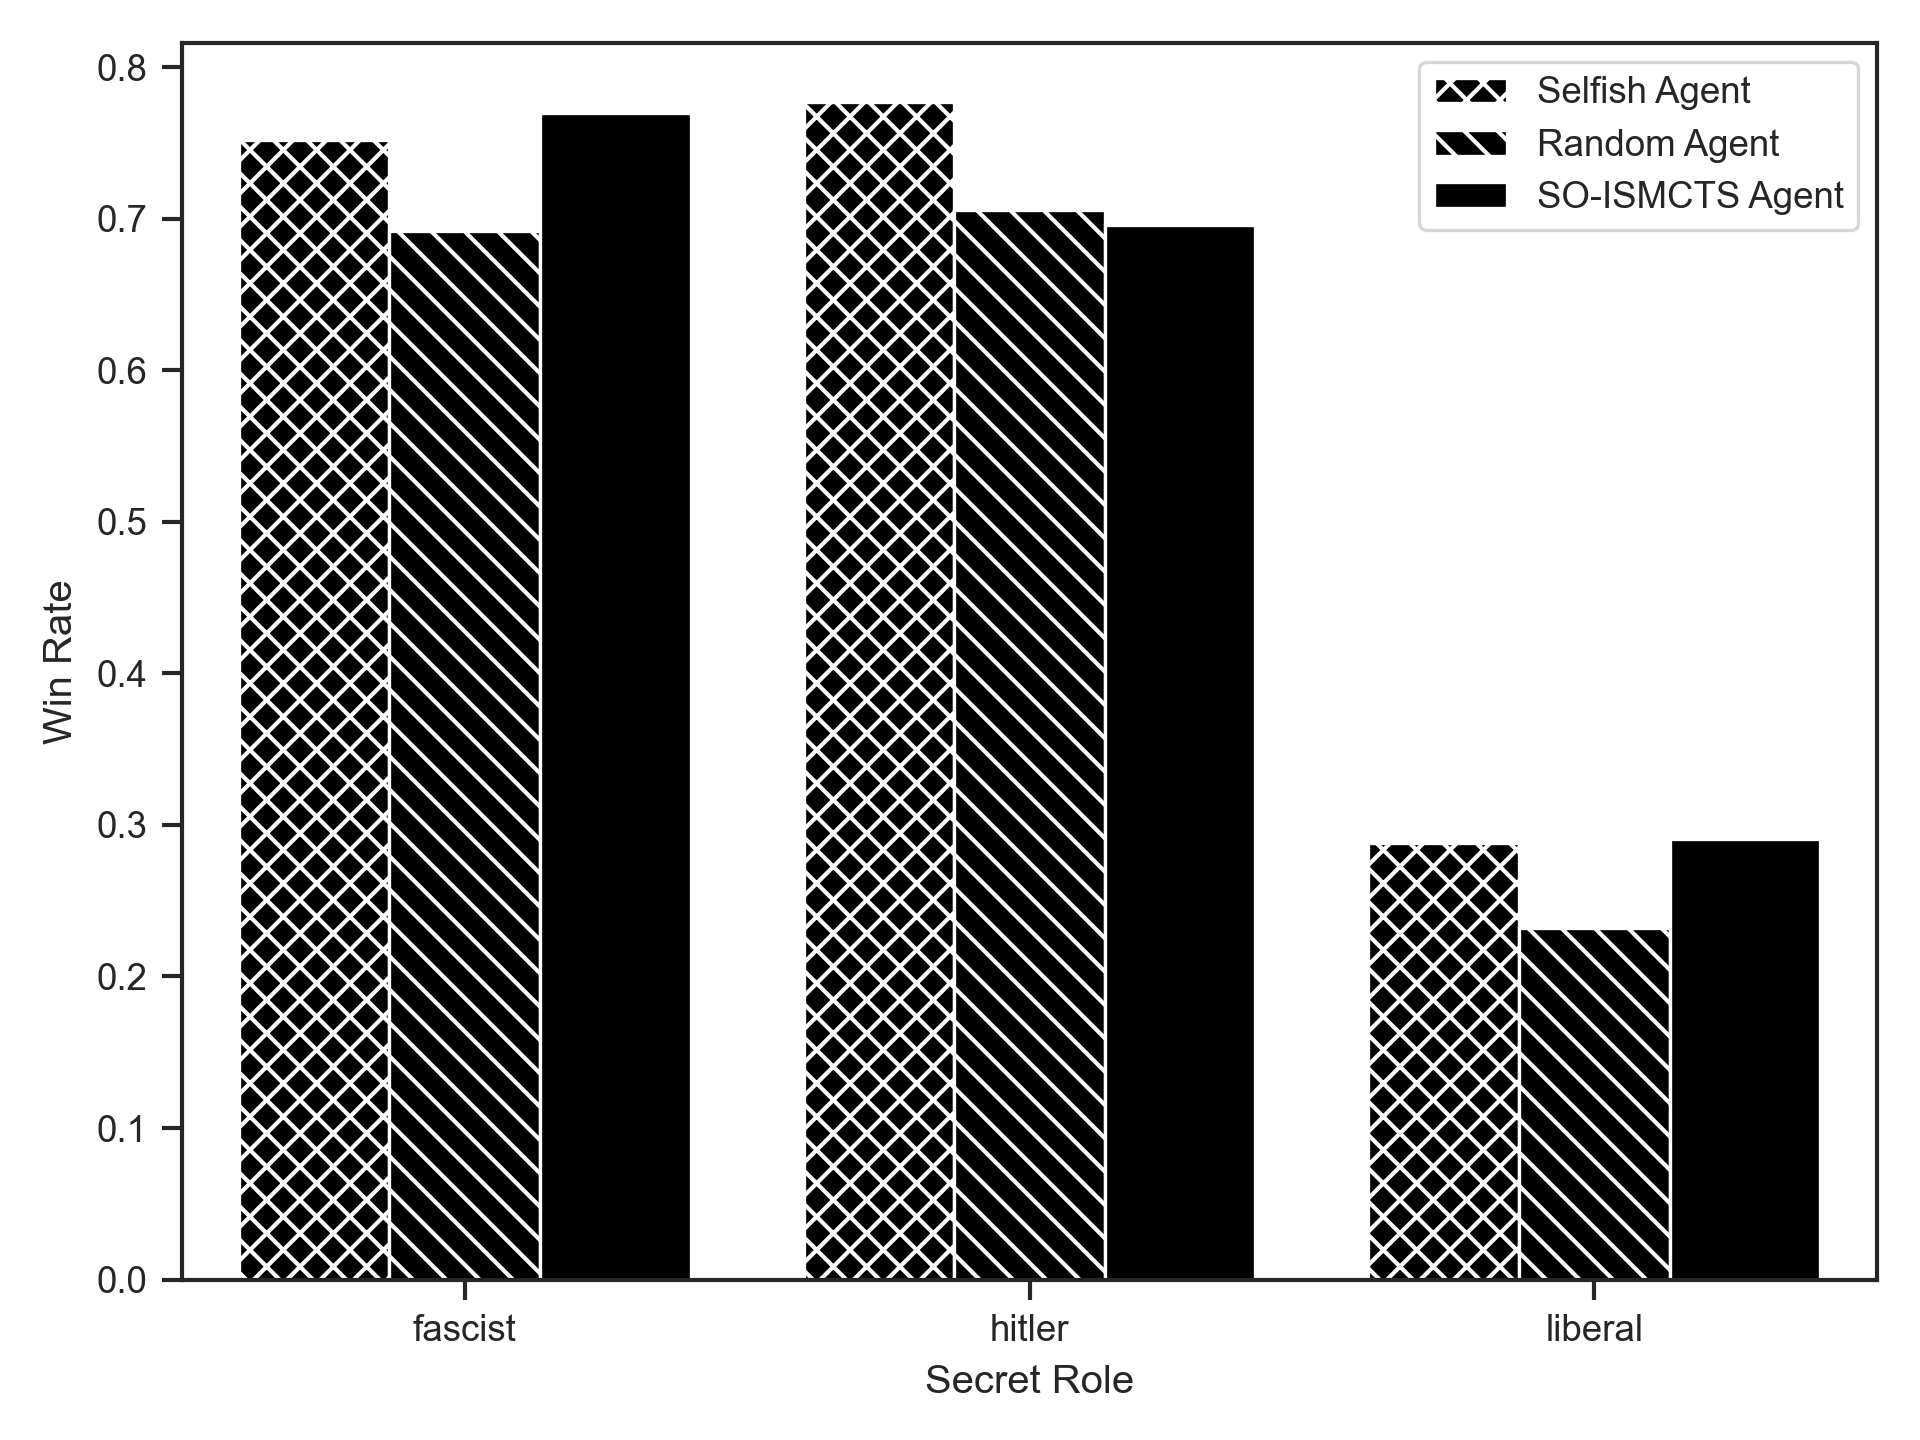 0.8
0.7
0.6
0.5
0.4
0.3
0.2
0.1
0.0
Win Rate
Selfish Agent
Random Agent
SO-ISMCTS Agent
fascist
hitler
liberal
Secret Role